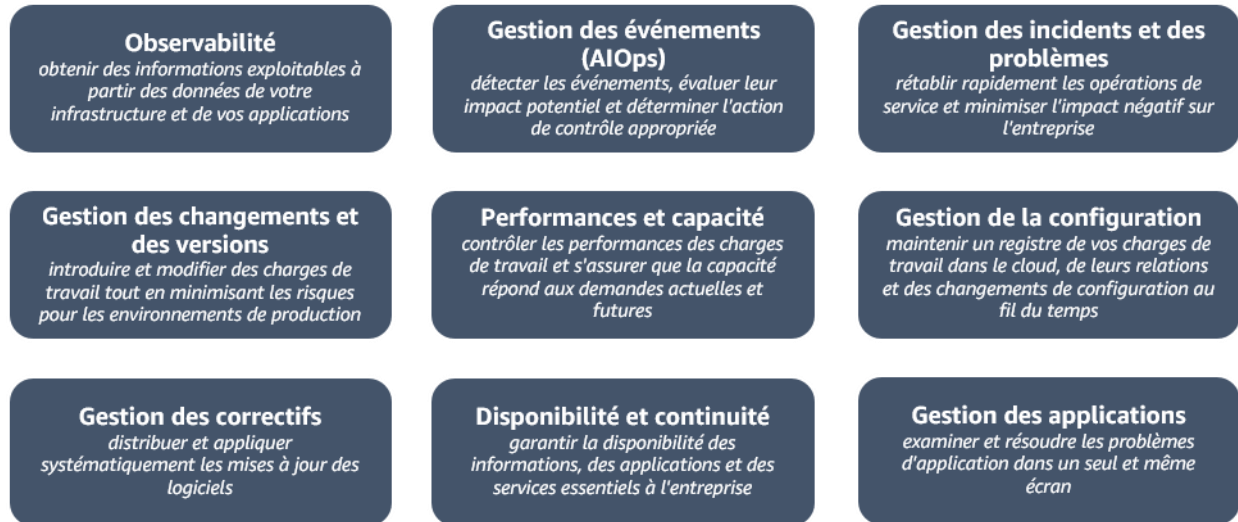 Observabilité
obtenir des informations exploitables à
partir des données de votre
infrastructure et de vos applications
Gestion des événements
(AIOps)
détecter les événements, évaluer leur
impact potentiel et déterminer l'action
de contrôle appropriée
Gestion des incidents et des
problèmes
rétablir rapidement les opérations de
service et minimiser l'impact négatif sur
l'entreprise
Gestion des changements et
des versions
introduire et modifier des charges de
travail tout en minimisant les risques
pour les environnements de production
Performances et capacité
contrôler les performances des charges
de travail et s'assurer que la capacité
répond aux demandes actuelles et
futures
Gestion de la configuration
maintenir un registre de vos charges de
travail dans le cloud, de leurs relations
et des changements de configuration au
fil du temps
Gestion des correctifs
distribuer et appliquer
systématiquement les mises à jour des
logiciels
Disponibilité et continuité
garantir la disponibilité des
informations, des applications et des
services essentiels à l'entreprise
Gestion des applications
examiner et résoudre les problèmes
d'application dans un seul et même
écran